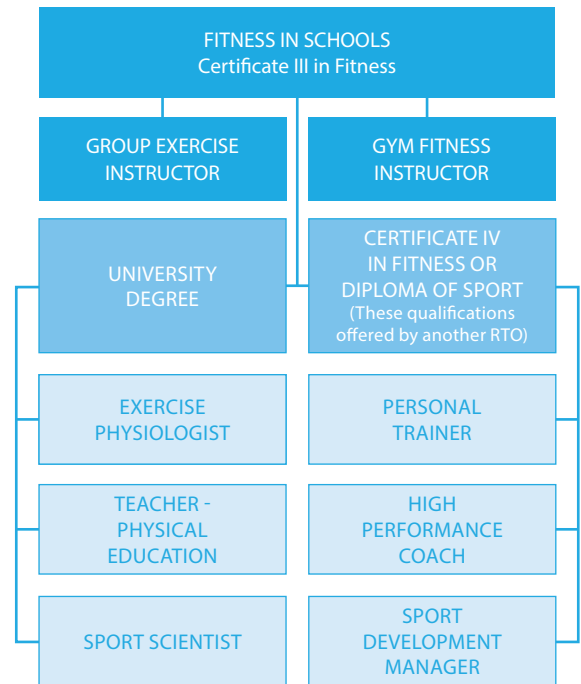 FITNESS IN SCHOOLS
Certificate III in Fitness
GROUP EXERCISE
INSTRUCTOR
GYM FITNESS
INSTRUCTOR
UNIVERSITY
DEGREE
CERTIFICATE IV
IN FITNESS OR
DIPLOMA OF SPORT
(These qualifications
offered by another RTO)
EXERCISE
PHYSIOLOGIST
PERSONAL
TRAINER
TEACHER -
PHYSICAL
EDUCATION
HIGH
PERFORMANCE
COACH
SPORT SCIENTIST
SPORT
DEVELOPMENT
MANAGER